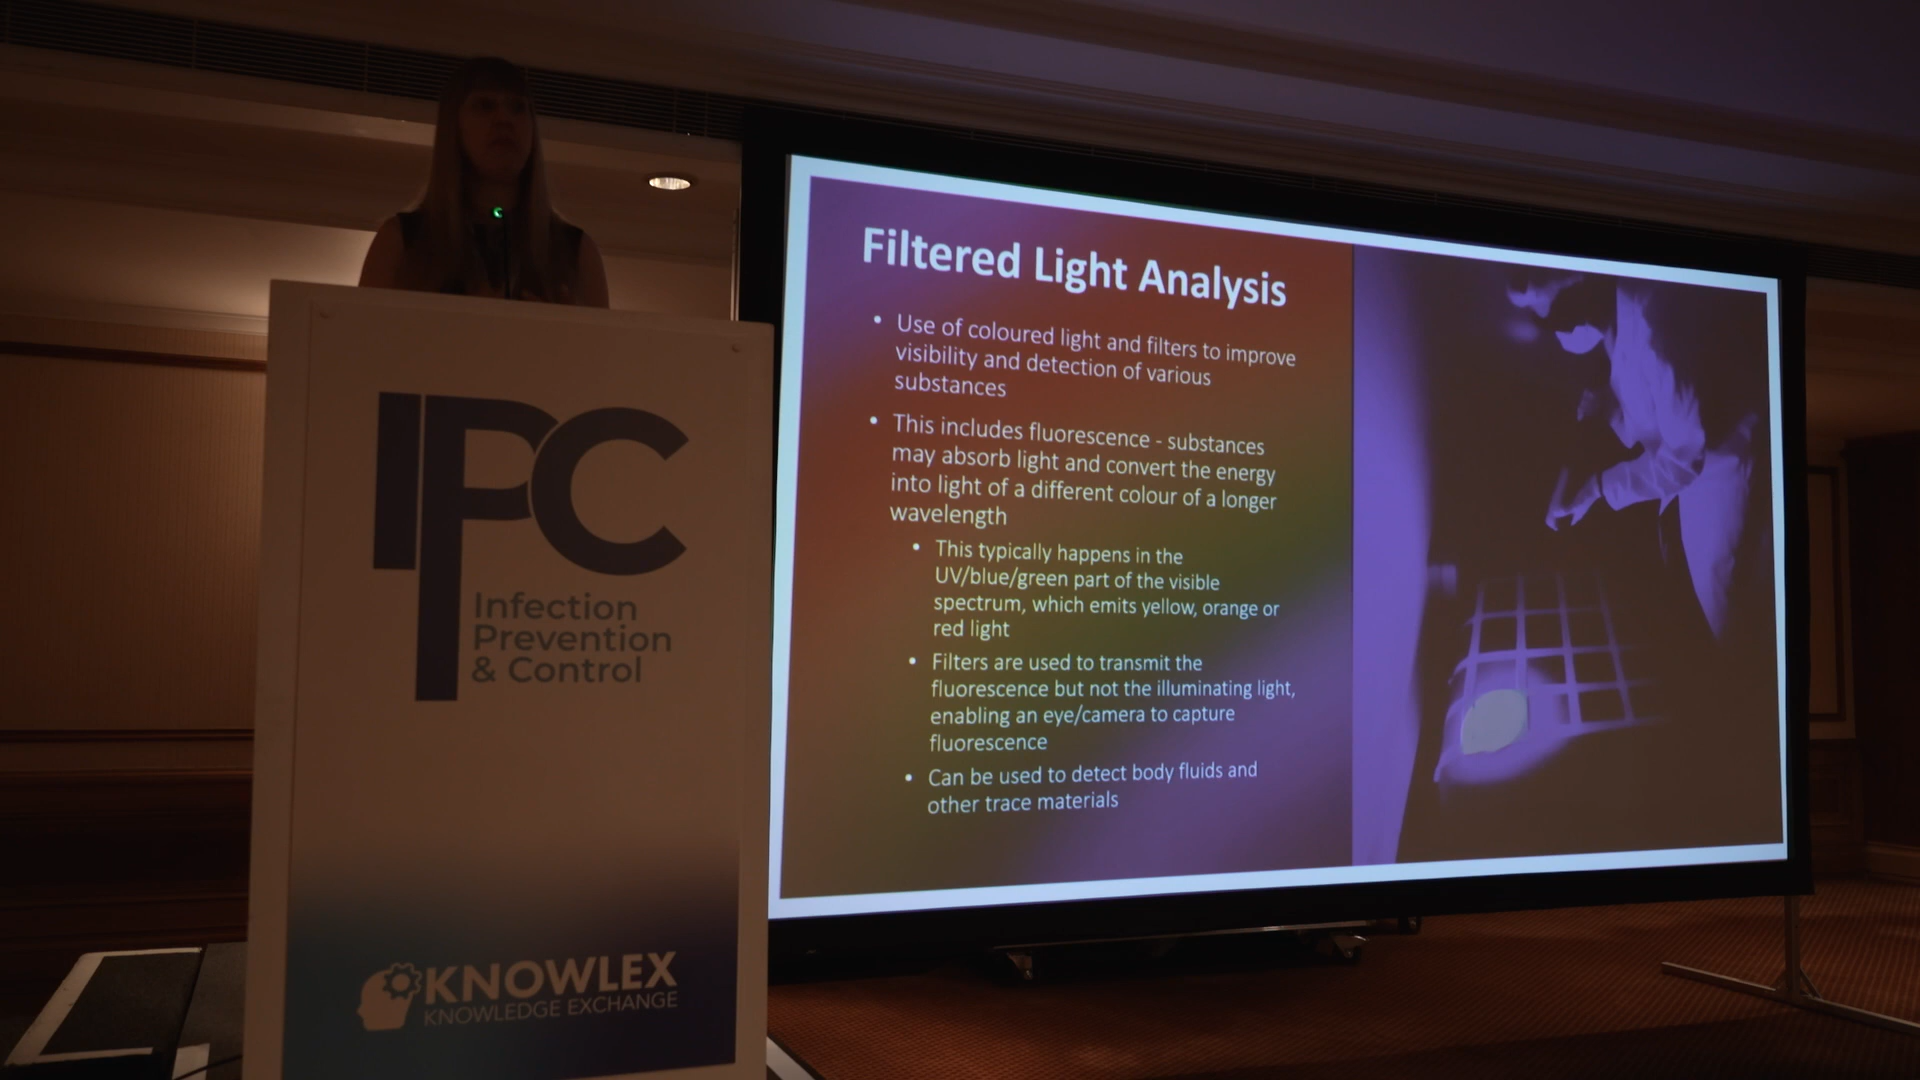 IPC
Infection
Prevention
& Control
KNOWLEX
KNOWLEDGE EXCHANGE
Filtered Light Analysis
• Use of coloured light and filters to improve
visibility and detection of various
substances
• This includes fluorescence - substances
may absorb light and convert the energy
into light of a different colour of a longer
wavelength
• This typically happens in the
UV/blue/green part of the visible
spectrum, which emits yellow, orange or
red light
• Filters are used to transmit the
fluorescence but not the illuminating light,
enabling an eye/camera to capture
fluorescence
• Can be used to detect body fluids and
other trace materials